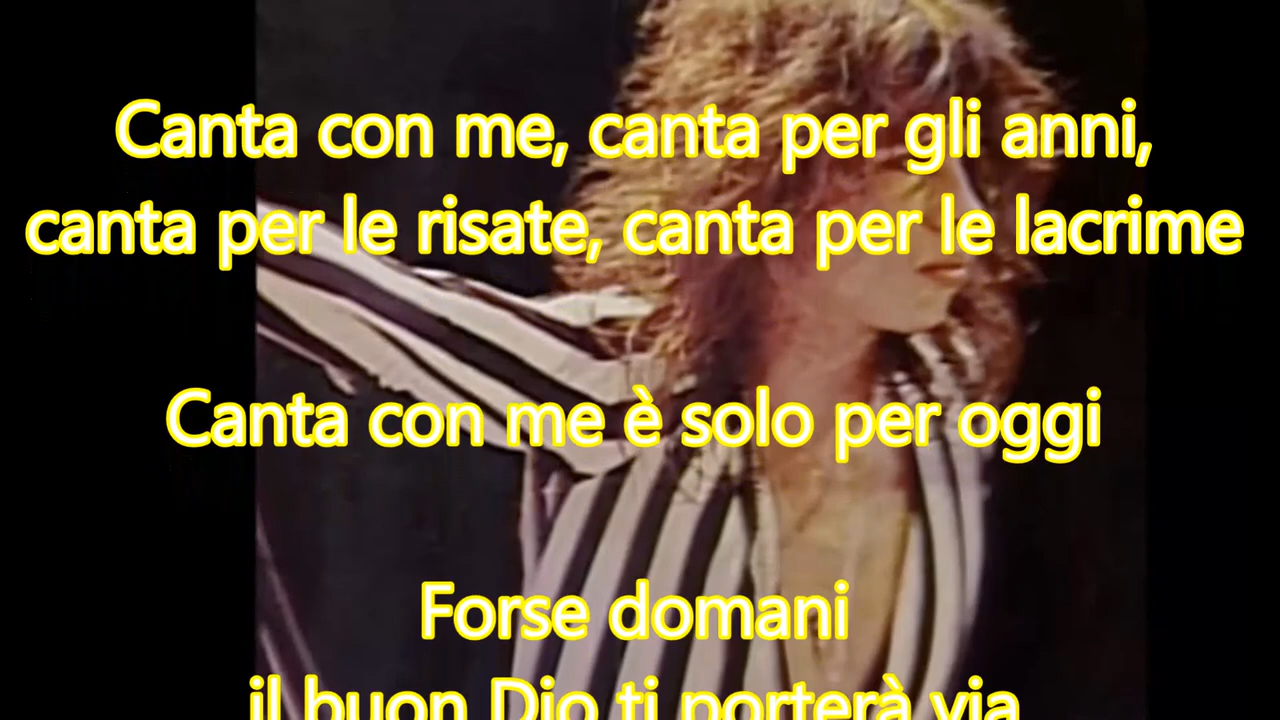 Canta con me, canta per gli anni,
canta per le risate, canta per le lacrime
Canta con me è solo per oggi
Forse domani
il buon Dio ti porterà via